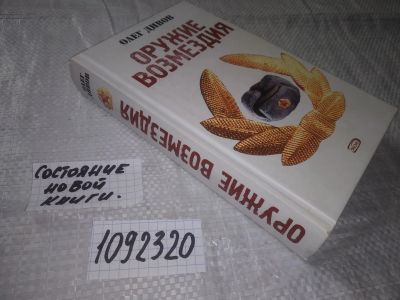 ОЛЕГ ДИВОВ
ОРУЖИЕ
ВОЗМЕЗДИЯ
ОЛЕГ
ДИВОВ
ОРУЖИЕ ВОЗМЕЗДИЯ
СОСТОЯНИЕ
НОВОЙ
КНИГИ.
1092320